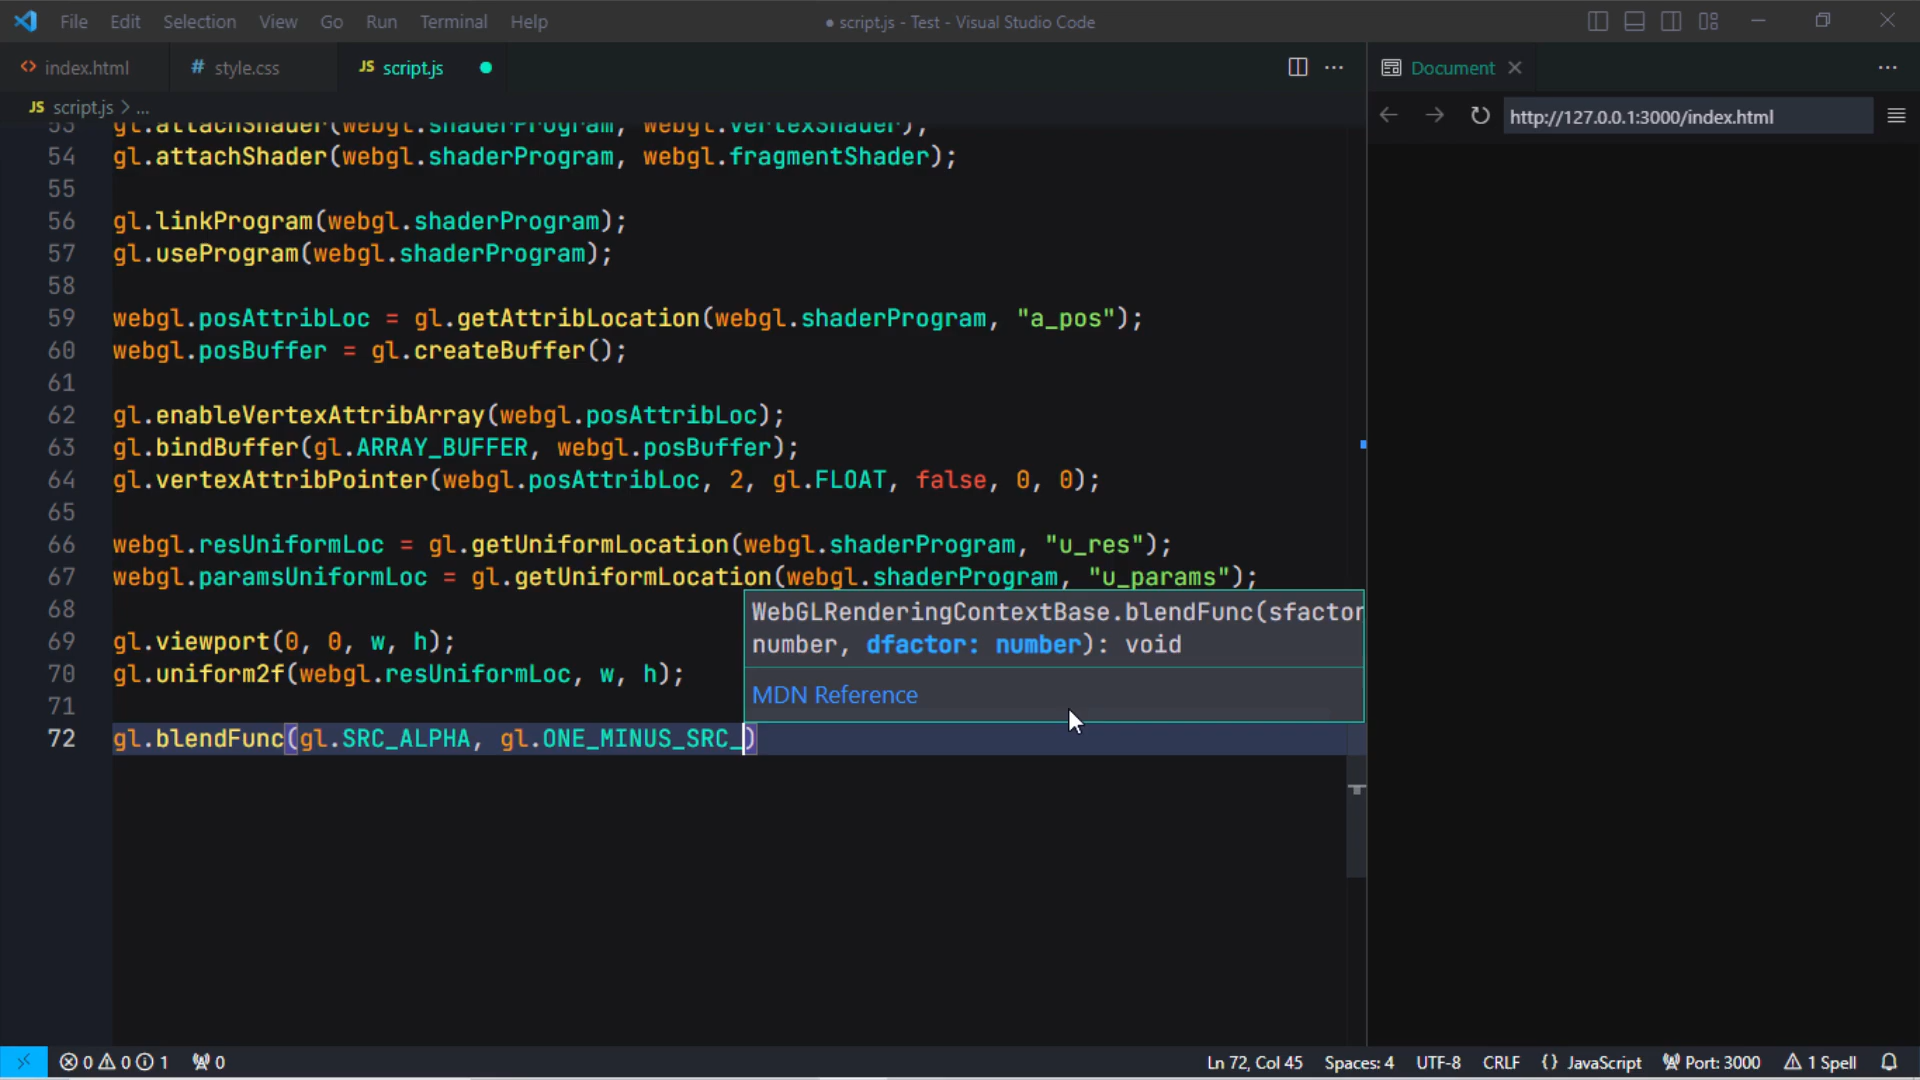 File Edit Selection View Go Run Terminal Help ● script.js - Test - Visual Studio Code
index.html # style.css JS script.js Document
JS script.js > ... http://127.0.0.1:3000/index.html
53 gl.attachShader(webgl.shaderProgram, webgl.vertexShader);
54 gl.attachShader(webgl.shaderProgram, webgl.fragmentShader);
55
56 gl.linkProgram(webgl.shaderProgram);
57 gl.useProgram(webgl.shaderProgram);
58
59 webgl.posAttribLoc = gl.getAttribLocation(webgl.shaderProgram, "a_pos");
60 webgl.posBuffer = gl.createBuffer();
61
62 gl.enableVertexAttribArray(webgl.posAttribLoc);
63 gl.bindBuffer(gl.ARRAY_BUFFER, webgl.posBuffer);
64 gl.vertexAttribPointer(webgl.posAttribLoc, 2, gl.FLOAT, false, 0, 0);
65
66 webgl.resUniformLoc = gl.getUniformLocation(webgl.shaderProgram, "u_res");
67 webgl.paramsUniformLoc = gl.getUniformLocation(webgl.shaderProgram, "u_params");
68
WebGLRenderingContextBase.blendFunc(sfactor
69 gl.viewport(0, 0, w, h);
number, dfactor: number): void
70 gl.uniform2f(webgl.resUniformLoc, w, h);
MDN Reference
71
72 gl.blendFunc(gl.SRC_ALPHA, gl.ONE_MINUS_SRC_)
0 0 1 0 Ln 72, Col 45 Spaces: 4 UTF-8 CRLF {} JavaScript Port: 3000 1 Spell